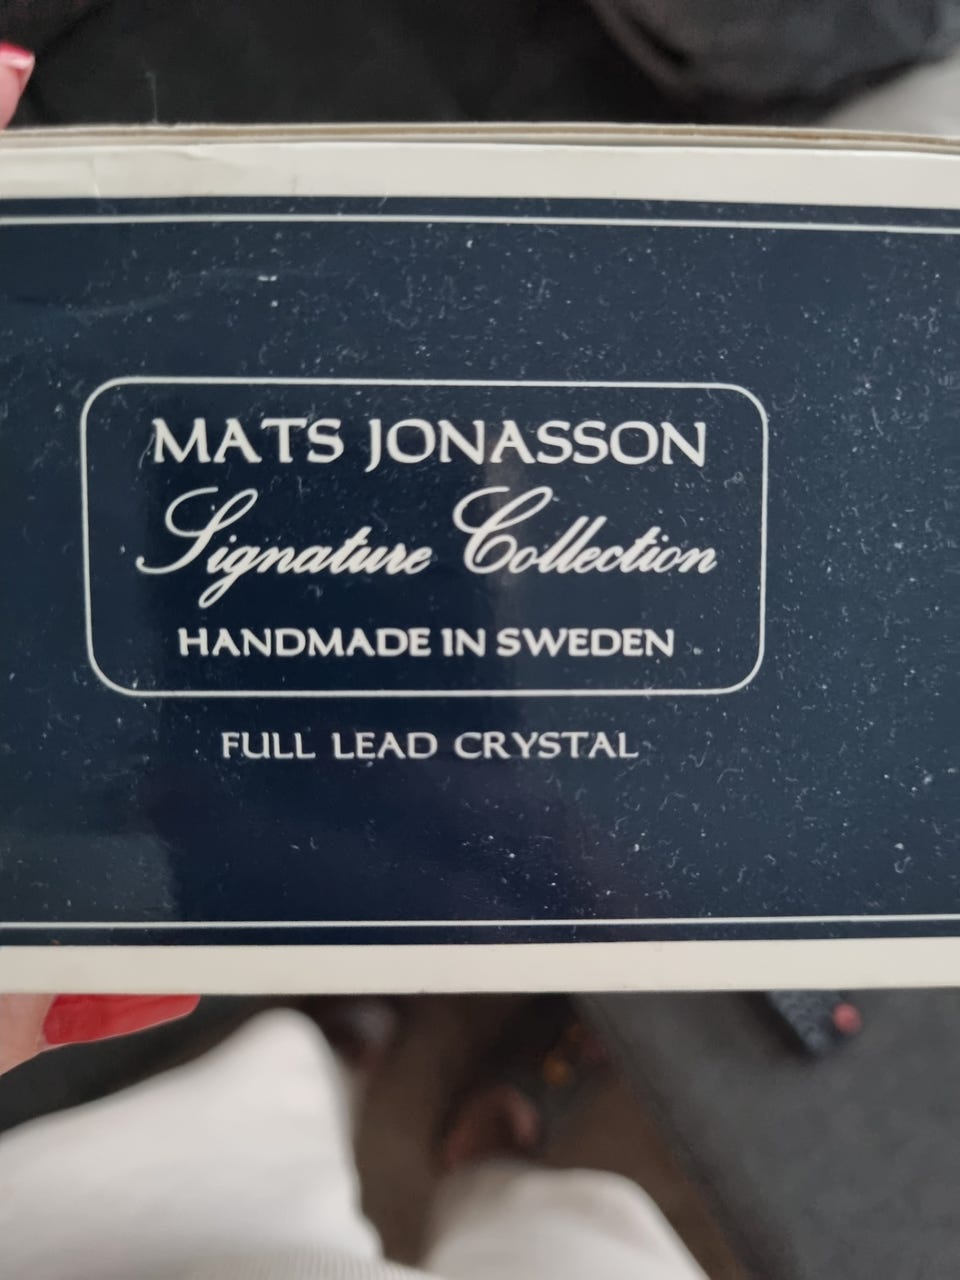 MATS JONASSON
Signature Collection
HANDMADE IN SWEDEN
FULL LEAD CRYSTAL